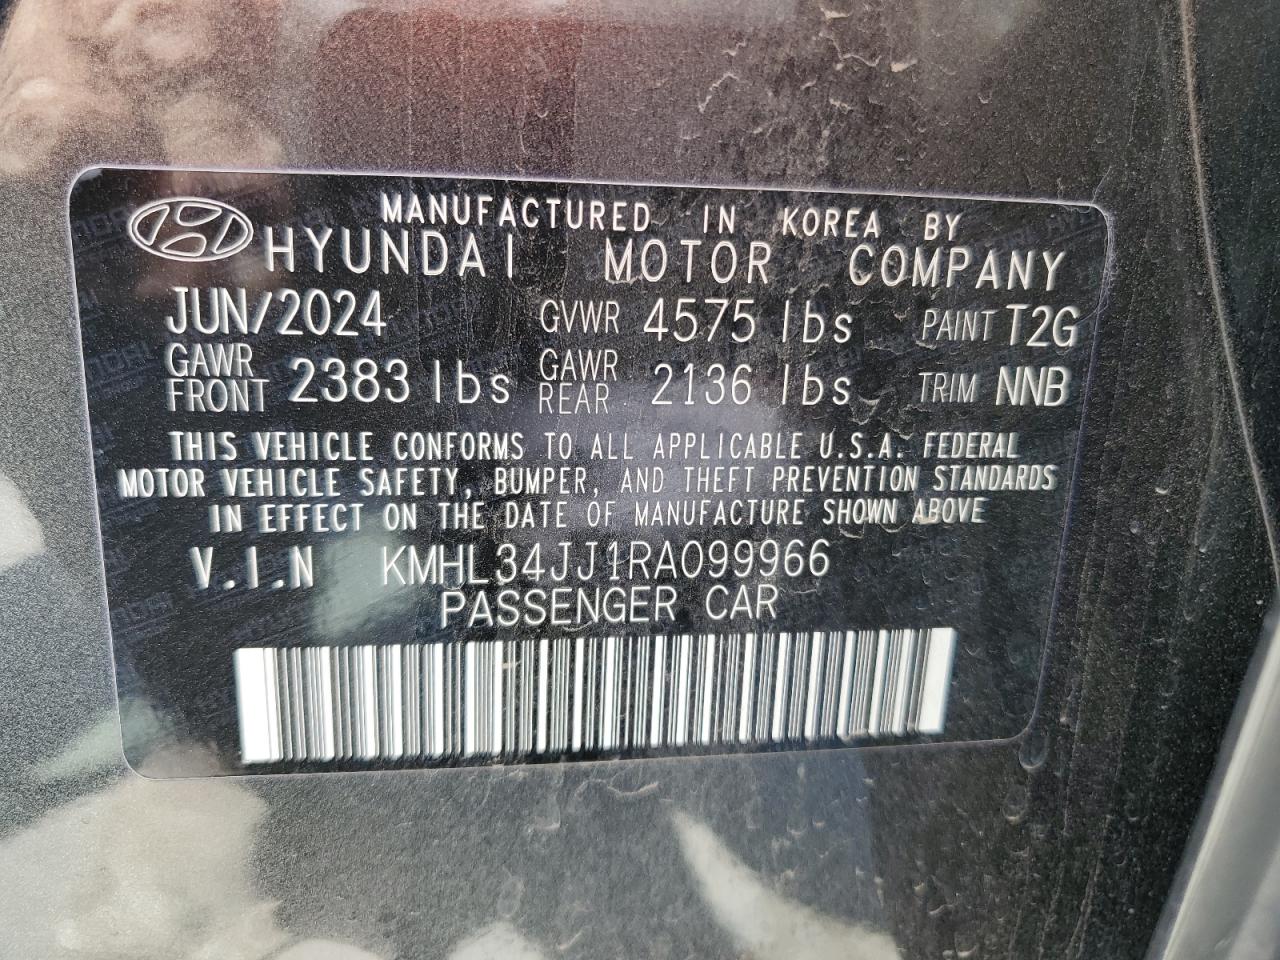 MANUFACTURED IN KOREA BY
HYUNDAI MOTOR COMPANY
JUN/2024 GVWR 4575 lbs PAINT T2G
GAWR FRONT 2383 lbs GAWR REAR 2136 lbs TRIM NNB
THIS VEHICLE CONFORMS TO ALL APPLICABLE U.S.A. FEDERAL
MOTOR VEHICLE SAFETY, BUMPER, AND THEFT PREVENTION STANDARDS
IN EFFECT ON THE DATE OF MANUFACTURE SHOWN ABOVE
V.I.N KMHL34JJ1RA099966
PASSENGER CAR